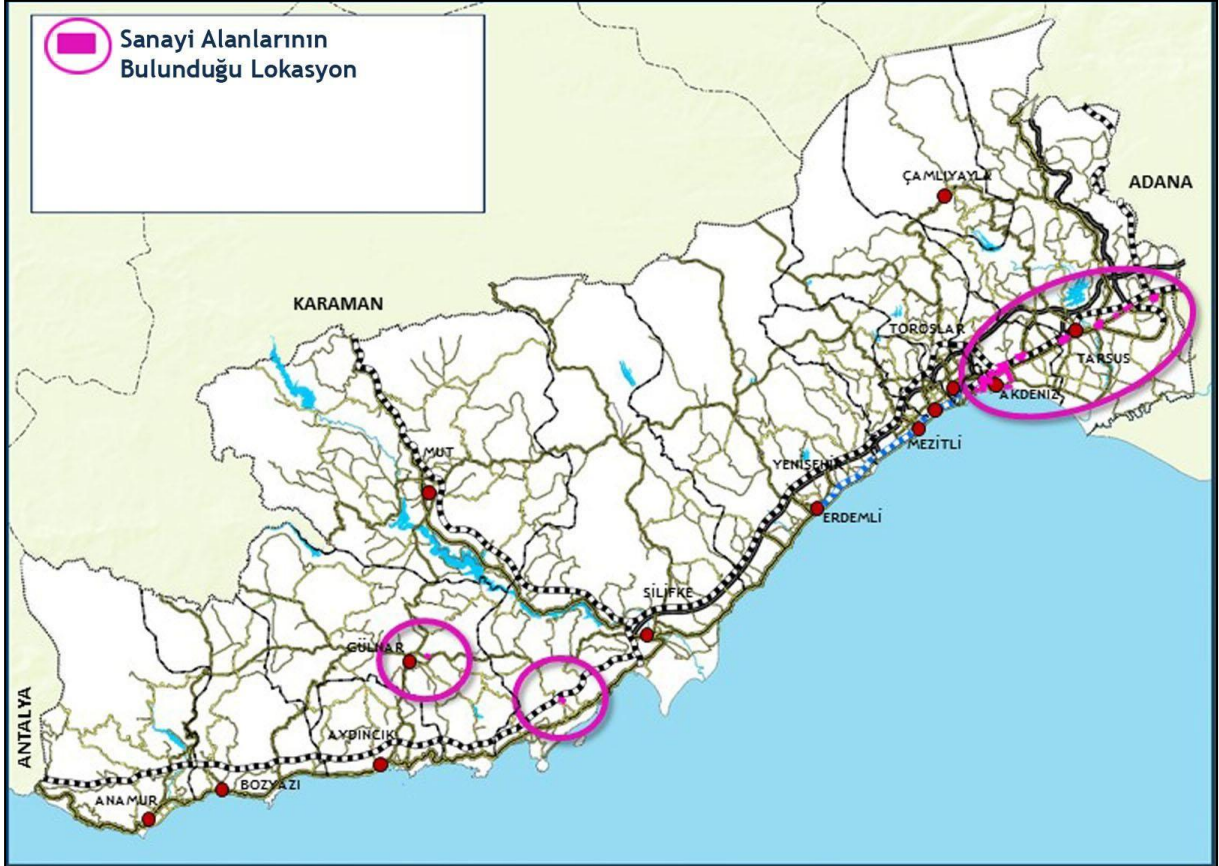 Sanayi Alanlarının
Bulunduğu Lokasyon
ÇAMLIYAYLA
ADANA
KARAMAN
TOROSLAR
TARSUS
AKDENİZ
MEZİTLİ
MUT
YENİŞEHİR
ERDEMLİ
SİLİFKE
GÜLNAR
ANTALYA
AYDINCIK
BOZYAZI
ANAMUR